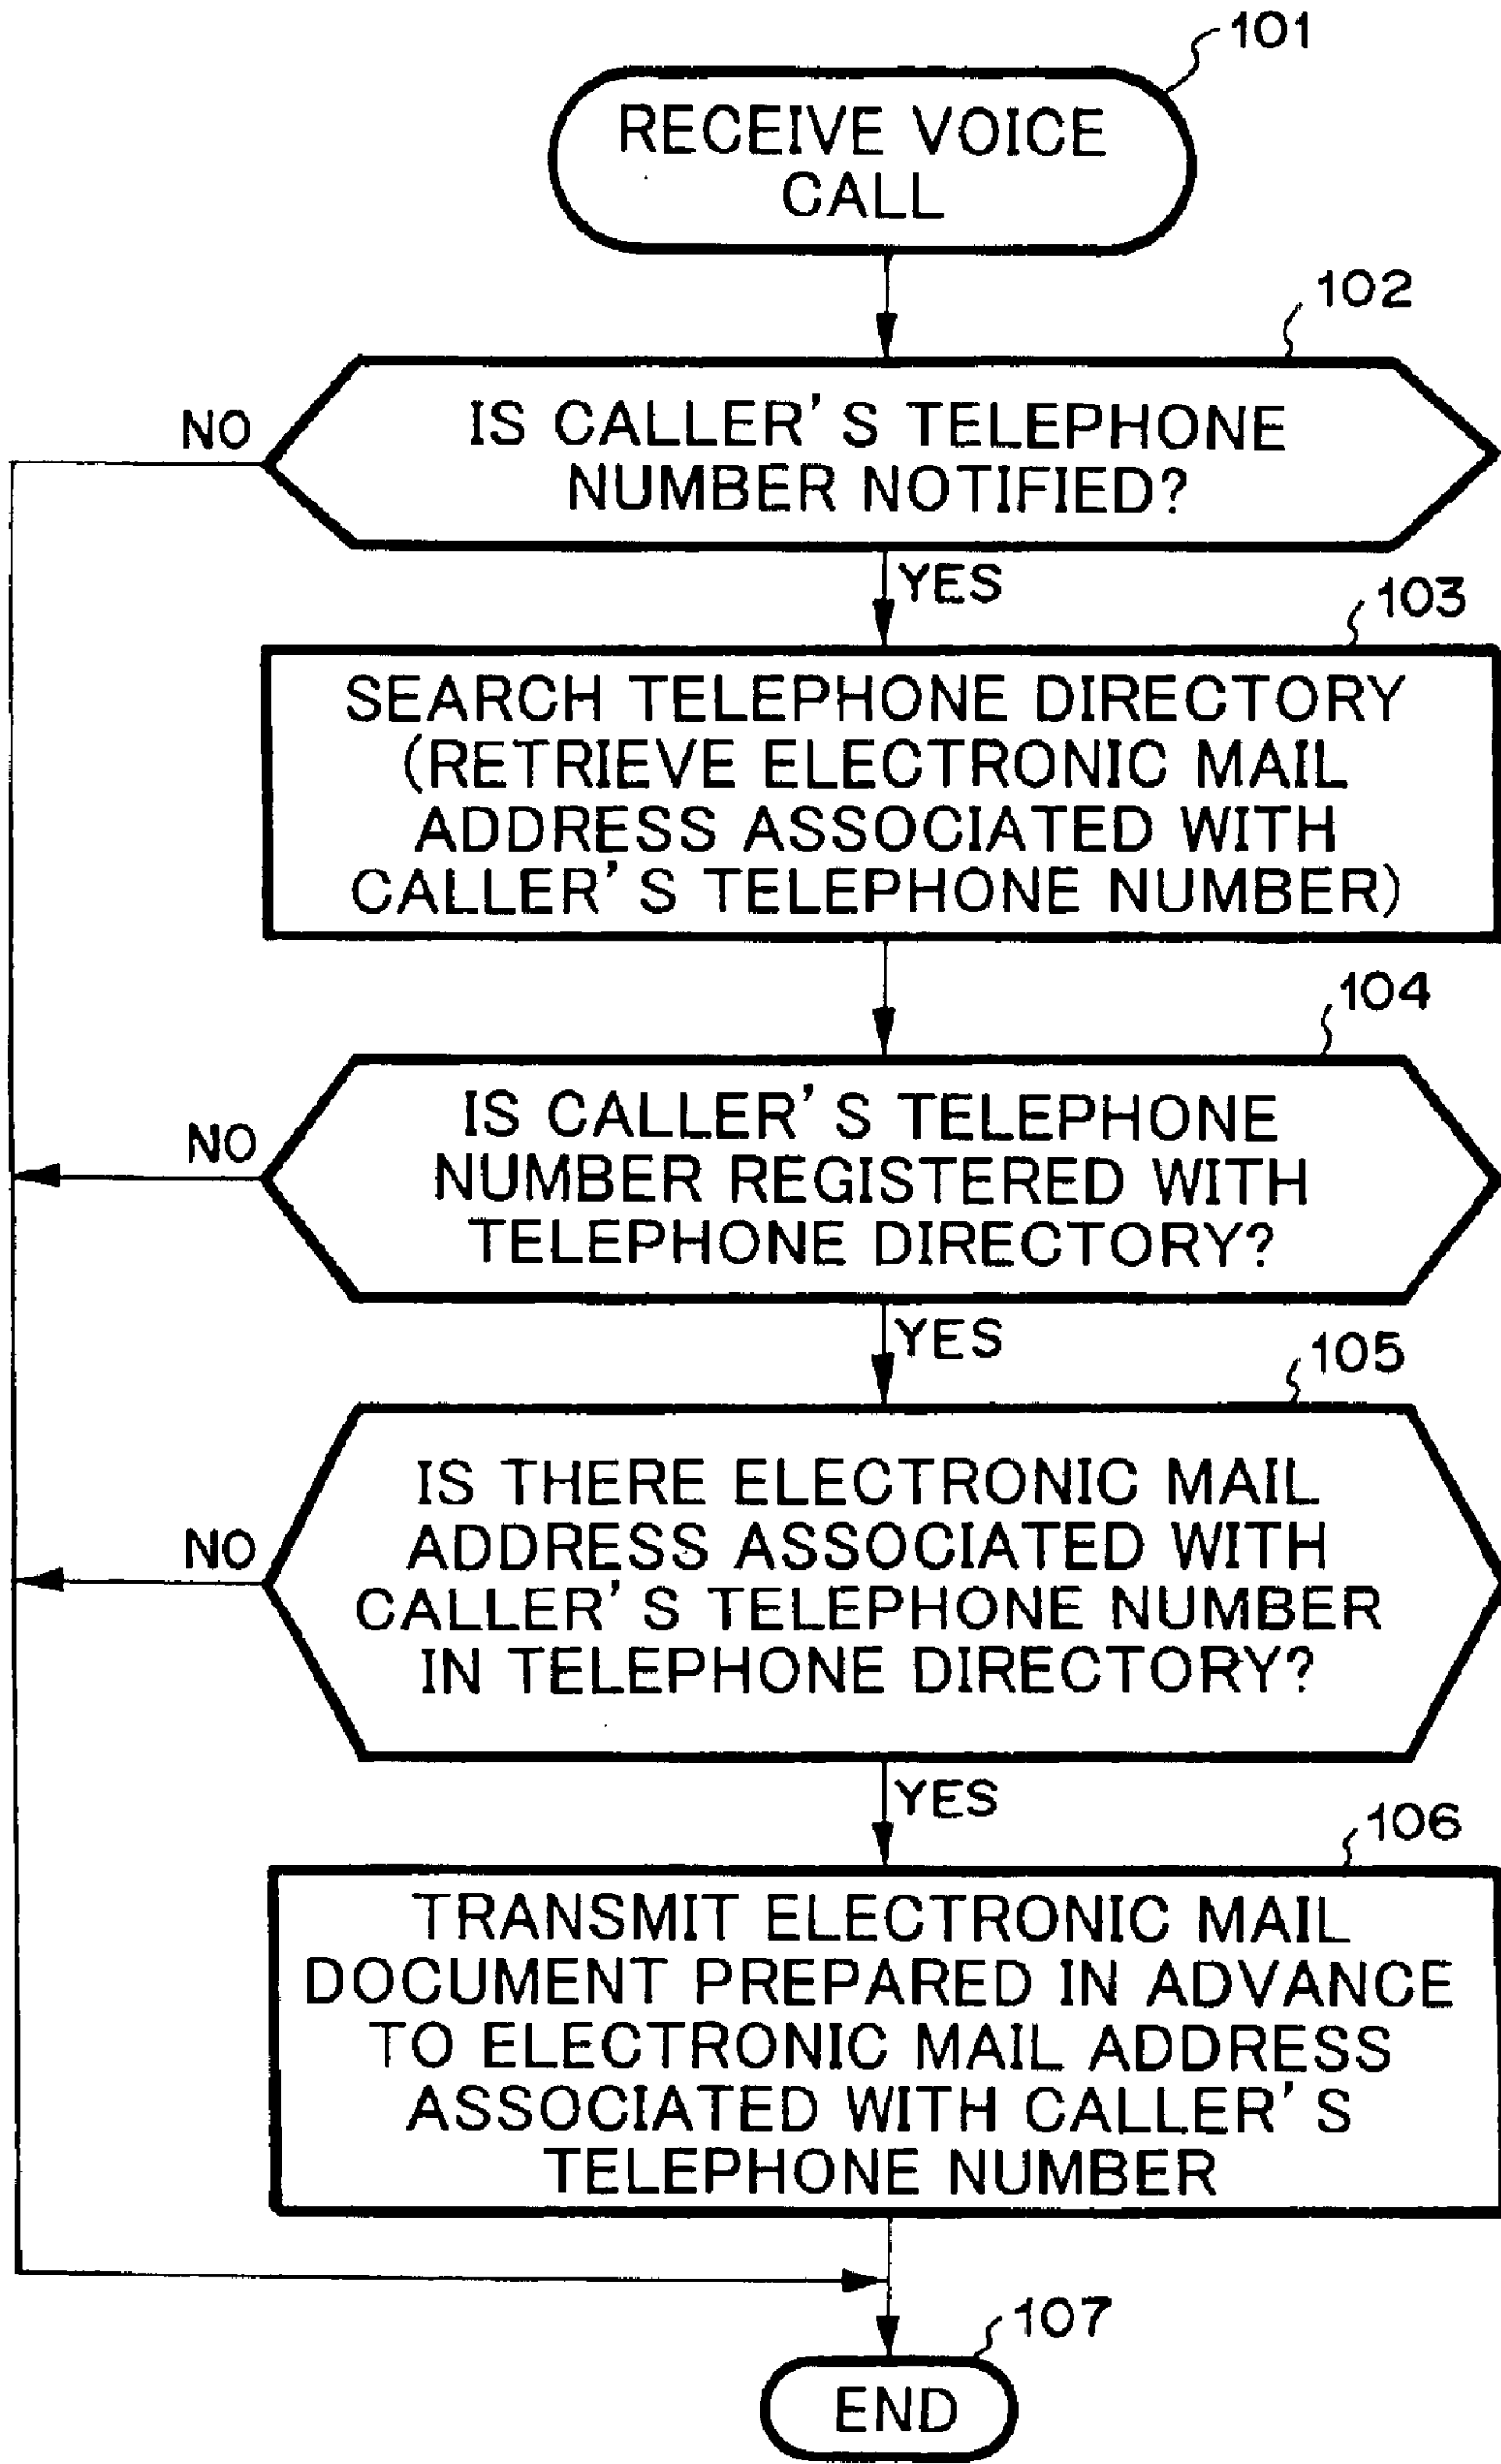 101
RECEIVE VOICE
CALL
102
NO
IS CALLER'S TELEPHONE
NUMBER NOTIFIED?
YES
103
SEARCH TELEPHONE DIRECTORY
(RETRIEVE ELECTRONIC MAIL
ADDRESS ASSOCIATED WITH
CALLER'S TELEPHONE NUMBER)
104
NO
IS CALLER'S TELEPHONE
NUMBER REGISTERED WITH
TELEPHONE DIRECTORY?
YES
105
NO
IS THERE ELECTRONIC MAIL
ADDRESS ASSOCIATED WITH
CALLER'S TELEPHONE NUMBER
IN TELEPHONE DIRECTORY?
YES
106
TRANSMIT ELECTRONIC MAIL
DOCUMENT PREPARED IN ADVANCE
TO ELECTRONIC MAIL ADDRESS
ASSOCIATED WITH CALLER'S
TELEPHONE NUMBER
107
END